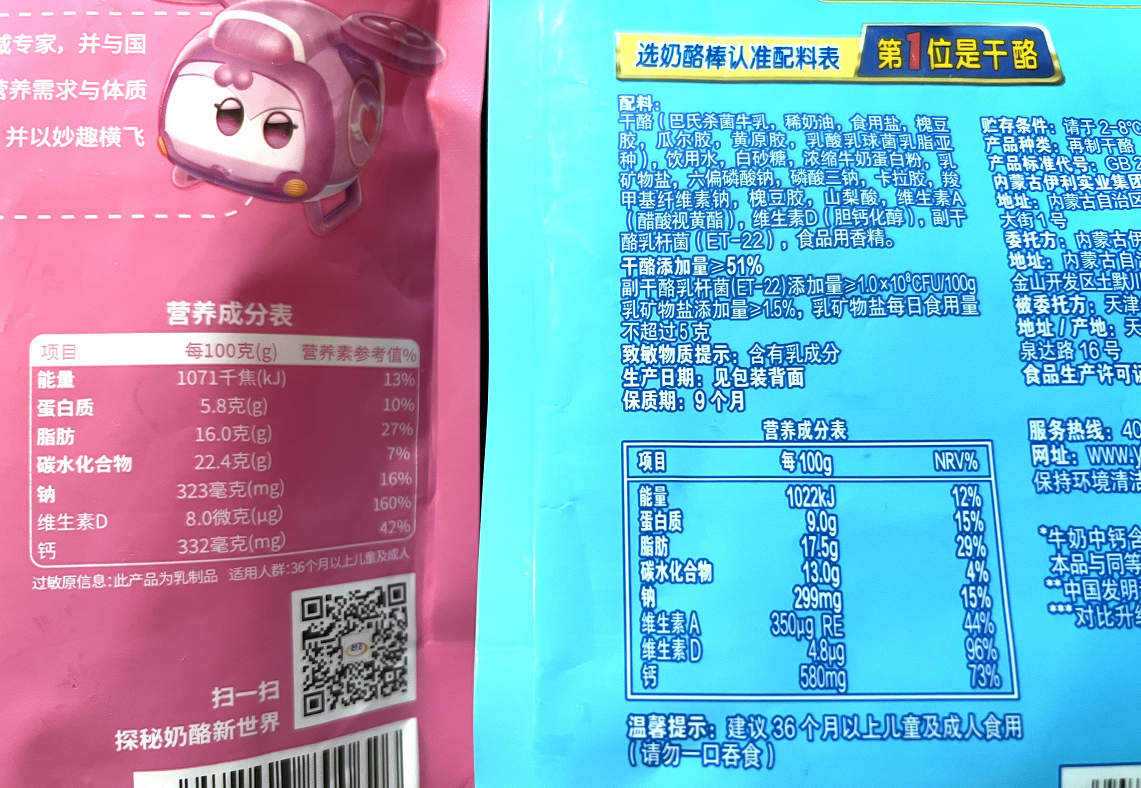 专家，并与国
营养需求与体质
并以妙趣横飞
营养成分表
项目 每100克(g) 营养素参考值%
能量 1071千焦(kJ) 13%
蛋白质 5.8克(g) 10%
脂肪 16.0克(g) 27%
碳水化合物 22.4克(g) 7%
钠 323毫克(mg) 16%
维生素D 8.0微克(μg) 160%
钙 332毫克(mg) 42%
过敏原信息:此产品为乳制品 适用人群:36个月以上儿童及成人
扫一扫
探秘奶酪新世界
选奶酪棒认准配料表 第1位是干酪
配料:
干酪（巴氏杀菌牛乳，稀奶油，食用盐，槐豆
胶，瓜尔胶，黄原胶，乳酸乳球菌乳脂亚
种），饮用水，白砂糖，浓缩牛奶蛋白粉，乳
矿物盐，六偏磷酸钠，磷酸三钠，卡拉胶，羧
甲基纤维素钠，槐豆胶，山梨酸，维生素A
（醋酸视黄酯），维生素D（胆钙化醇），副干
酪乳杆菌（ET-22），食品用香精。
干酪添加量≥51%
副干酪乳杆菌(ET-22)添加量≥1.0×10⁸CFU/100g
乳矿物盐添加量≥1.5%，乳矿物盐每日食用量
不超过5克
致敏物质提示：含有乳成分
生产日期：见包装背面
保质期：9个月
营养成分表
项目 每100g NRV%
能量 1022kJ 12%
蛋白质 9.0g 15%
脂肪 17.5g 29%
碳水化合物 13.0g 4%
钠 299mg 15%
维生素A 350μg RE 44%
维生素D 4.8μg 96%
钙 580mg 73%
温馨提示：建议36个月以上儿童及成人食用
（请勿一口吞食）
贮存条件：请于2-8°C
产品种类：再制干酪
产品标准代号：GB 2
内蒙古伊利实业集团
地址：内蒙古自治区
大街1号
委托方：内蒙古伊
地址：内蒙古自治
金山开发区土默川
被委托方：天津
地址/产地：天
泉达路16号
食品生产许可证
服务热线：40
网址：www.y
保持环境清洁
*牛奶中钙含
本品与同等
**中国发明
***对比升级